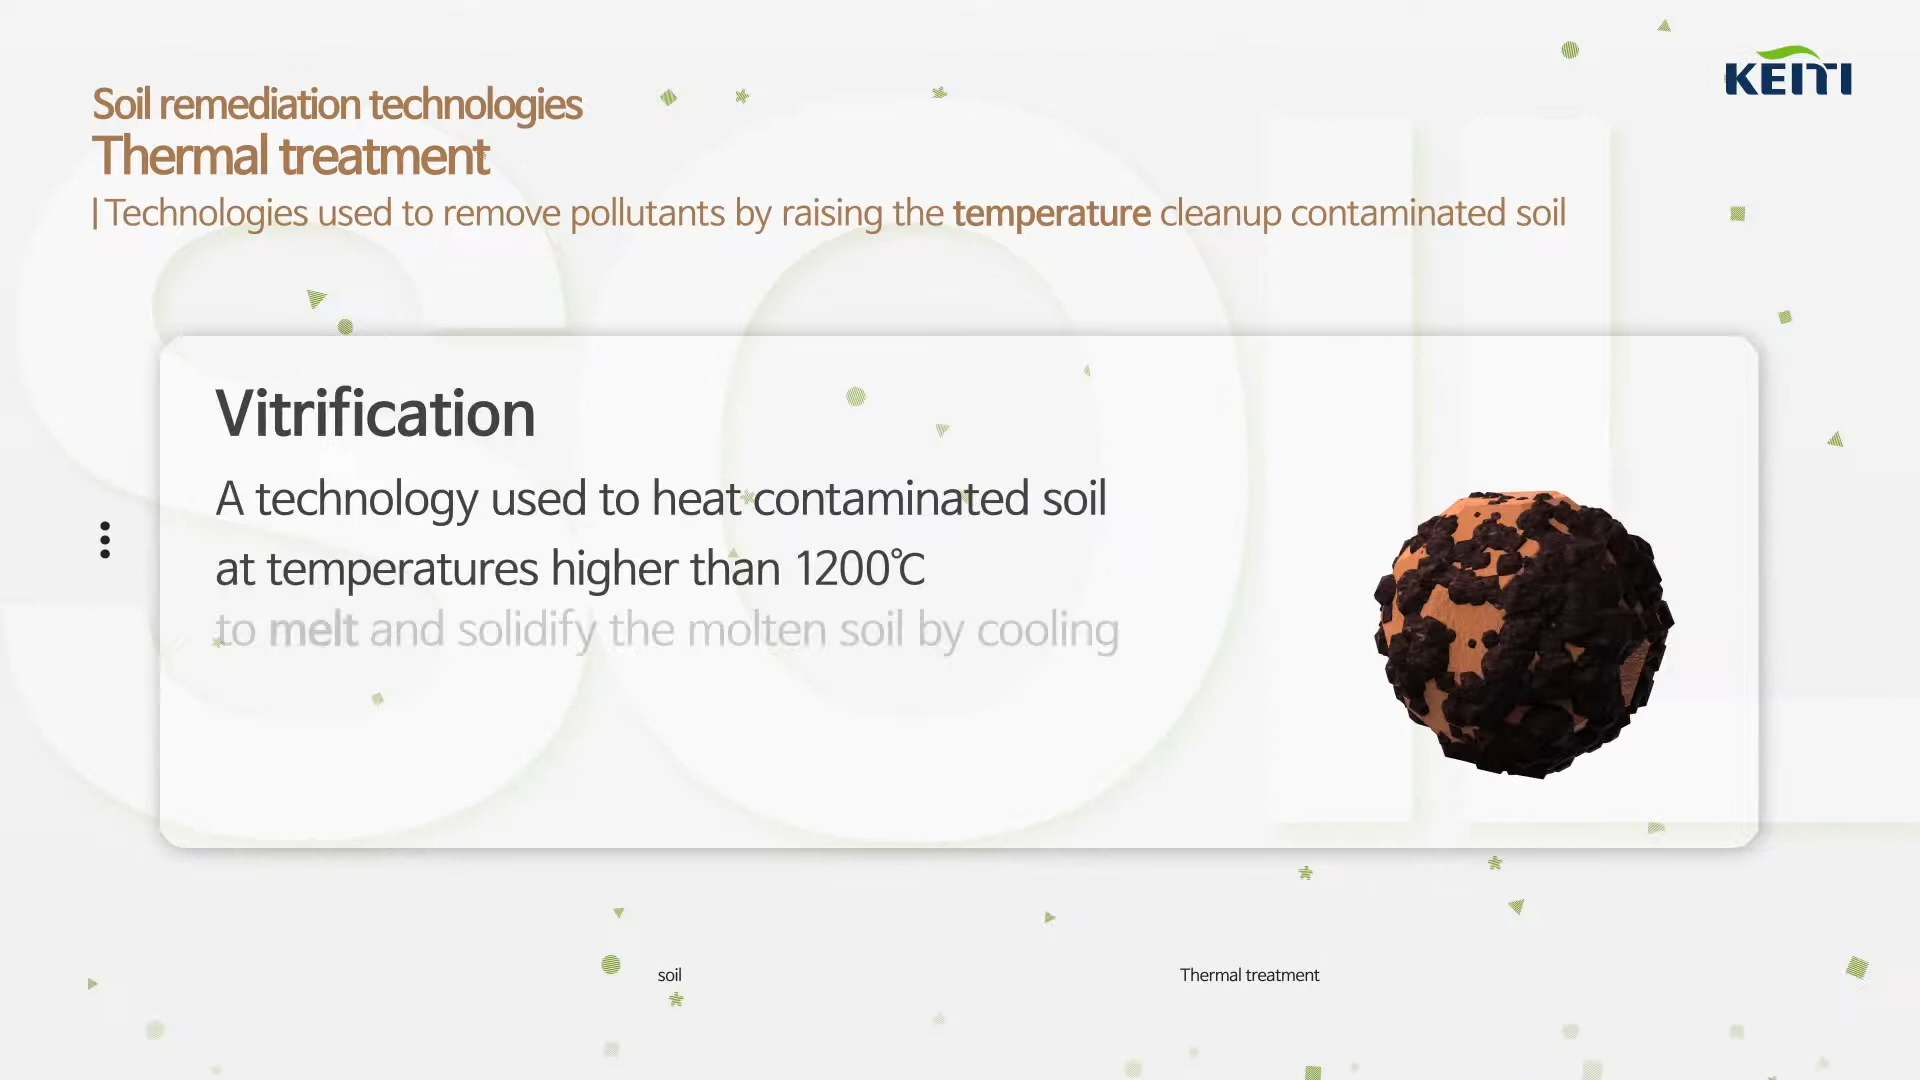 KEITI
Soil remediation technologies
Thermal treatment
| Technologies used to remove pollutants by raising the temperature cleanup contaminated soil
SOIL
Vitrification
A technology used to heat contaminated soil
at temperatures higher than 1200℃
to melt and solidify the molten soil by cooling
soil
Thermal treatment